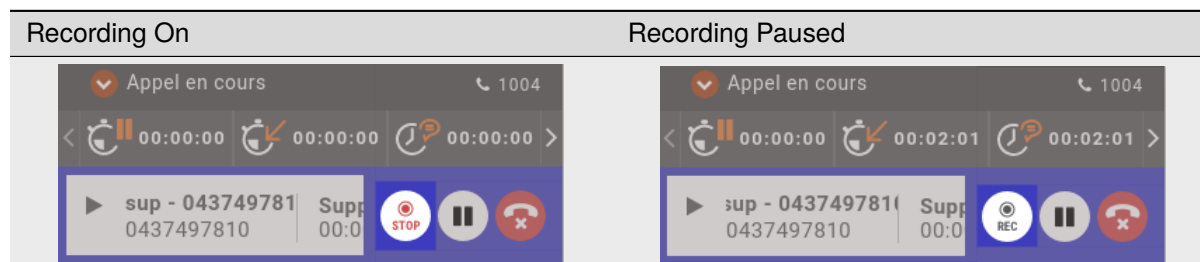 Recording On
Recording Paused
Appel en cours
1004
00:00:00
00:00:00
00:00:00
sup - 043749781
0437497810
Supp
00:0
STOP
Appel en cours
1004
00:00:00
00:02:01
00:02:01
sup - 043749781
0437497810
Supp
00:0
REC